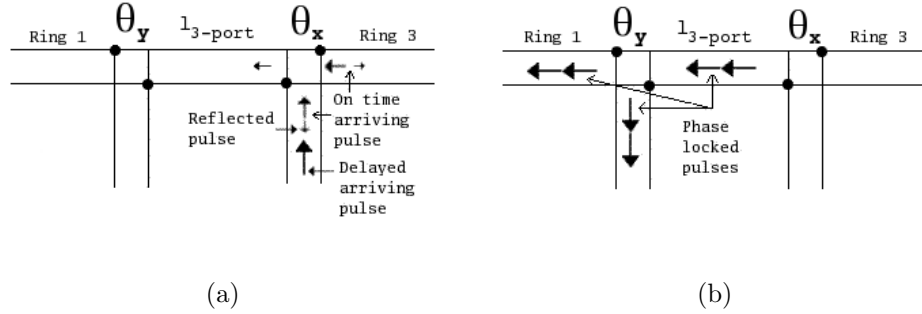 Ring 1 θy l3-port θx Ring 3
Reflected pulse
On time arriving pulse
Delayed arriving pulse
(a)
Ring 1 θy l3-port θx Ring 3
Phase locked pulses
(b)